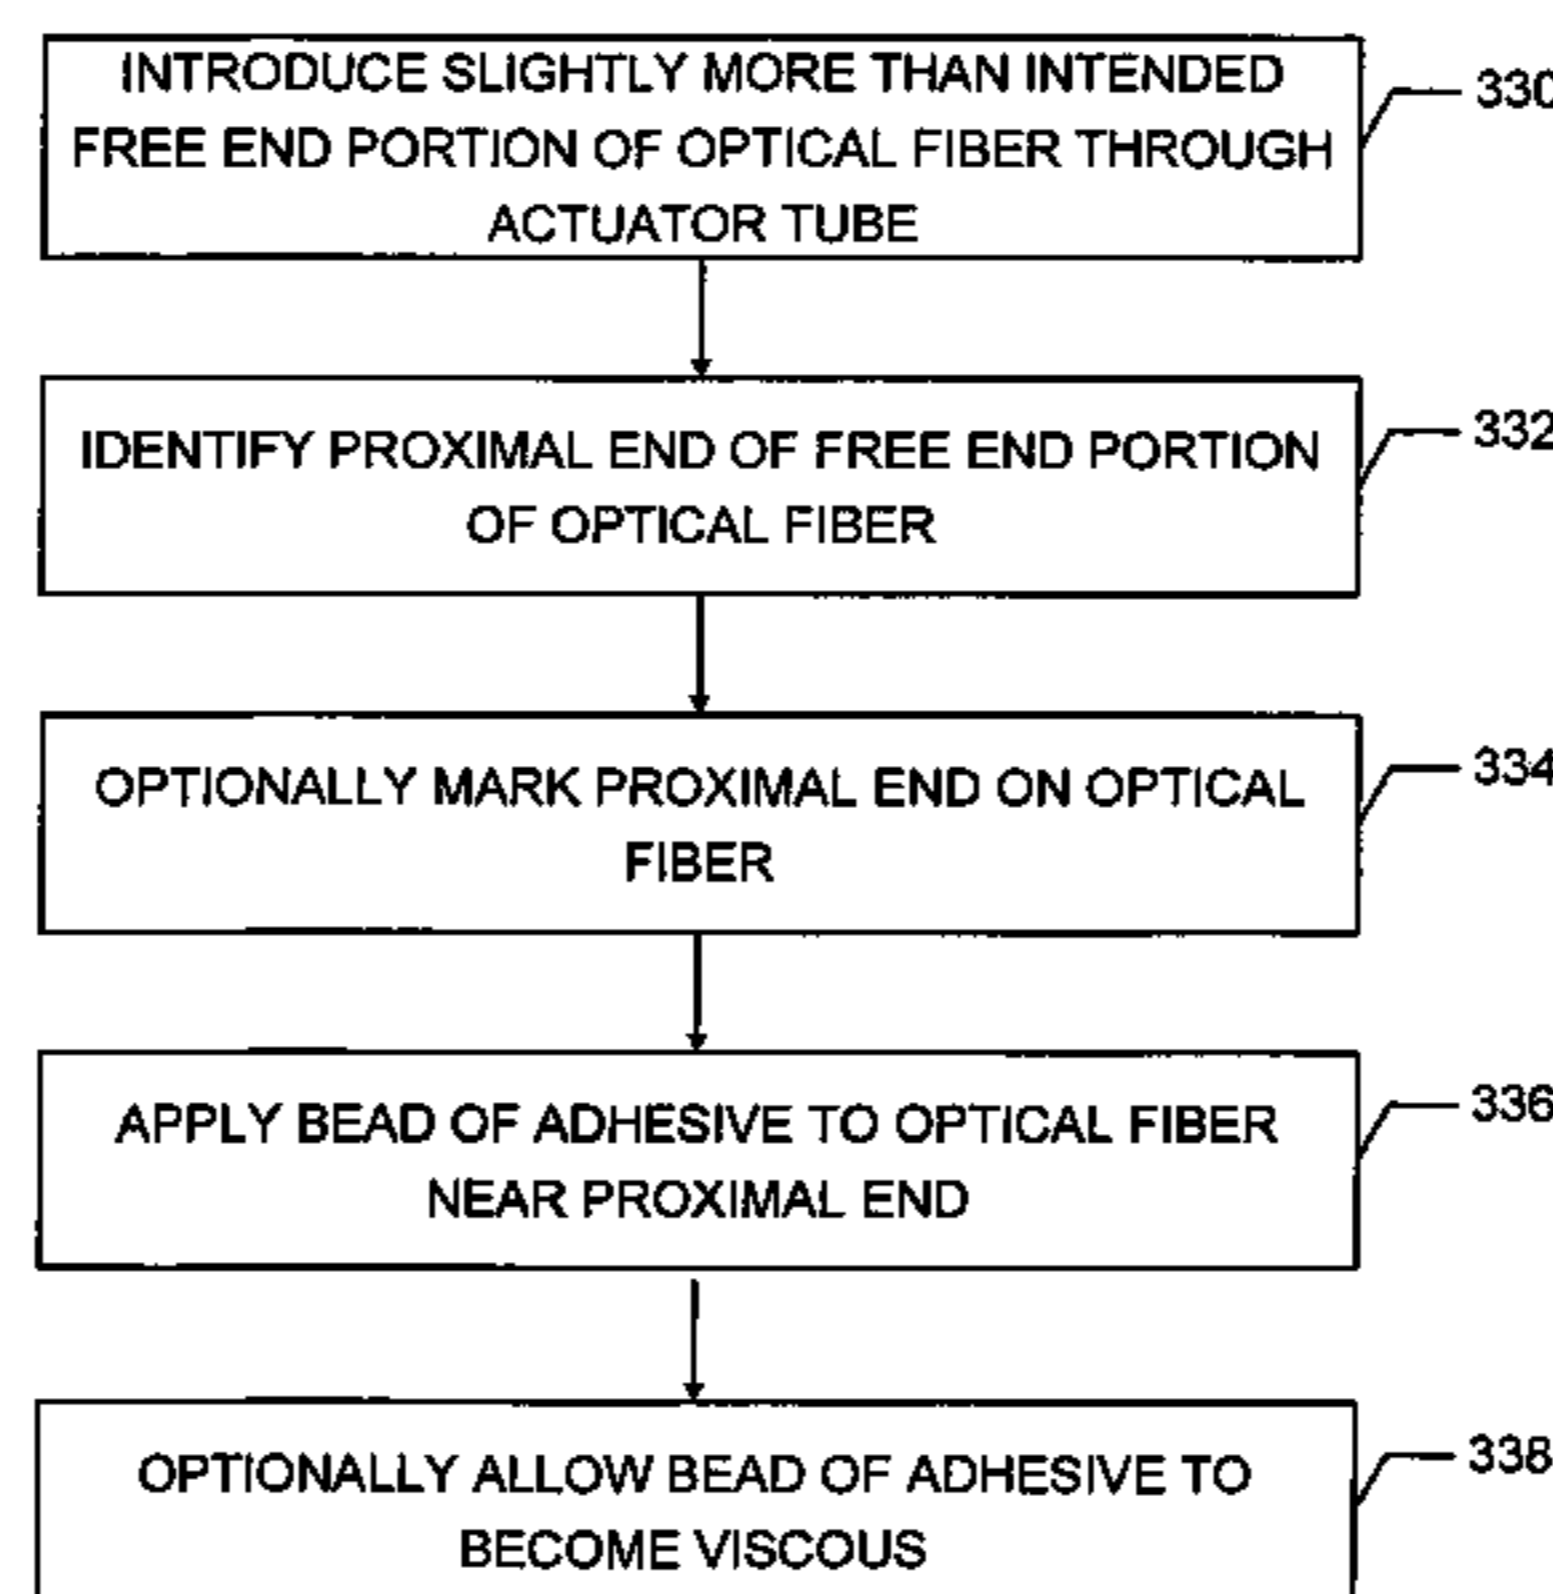 INTRODUCE SLIGHTLY MORE THAN INTENDED
FREE END PORTION OF OPTICAL FIBER THROUGH
ACTUATOR TUBE
330
IDENTIFY PROXIMAL END OF FREE END PORTION
OF OPTICAL FIBER
332
OPTIONALLY MARK PROXIMAL END ON OPTICAL
FIBER
334
APPLY BEAD OF ADHESIVE TO OPTICAL FIBER
NEAR PROXIMAL END
336
OPTIONALLY ALLOW BEAD OF ADHESIVE TO
BECOME VISCOUS
338